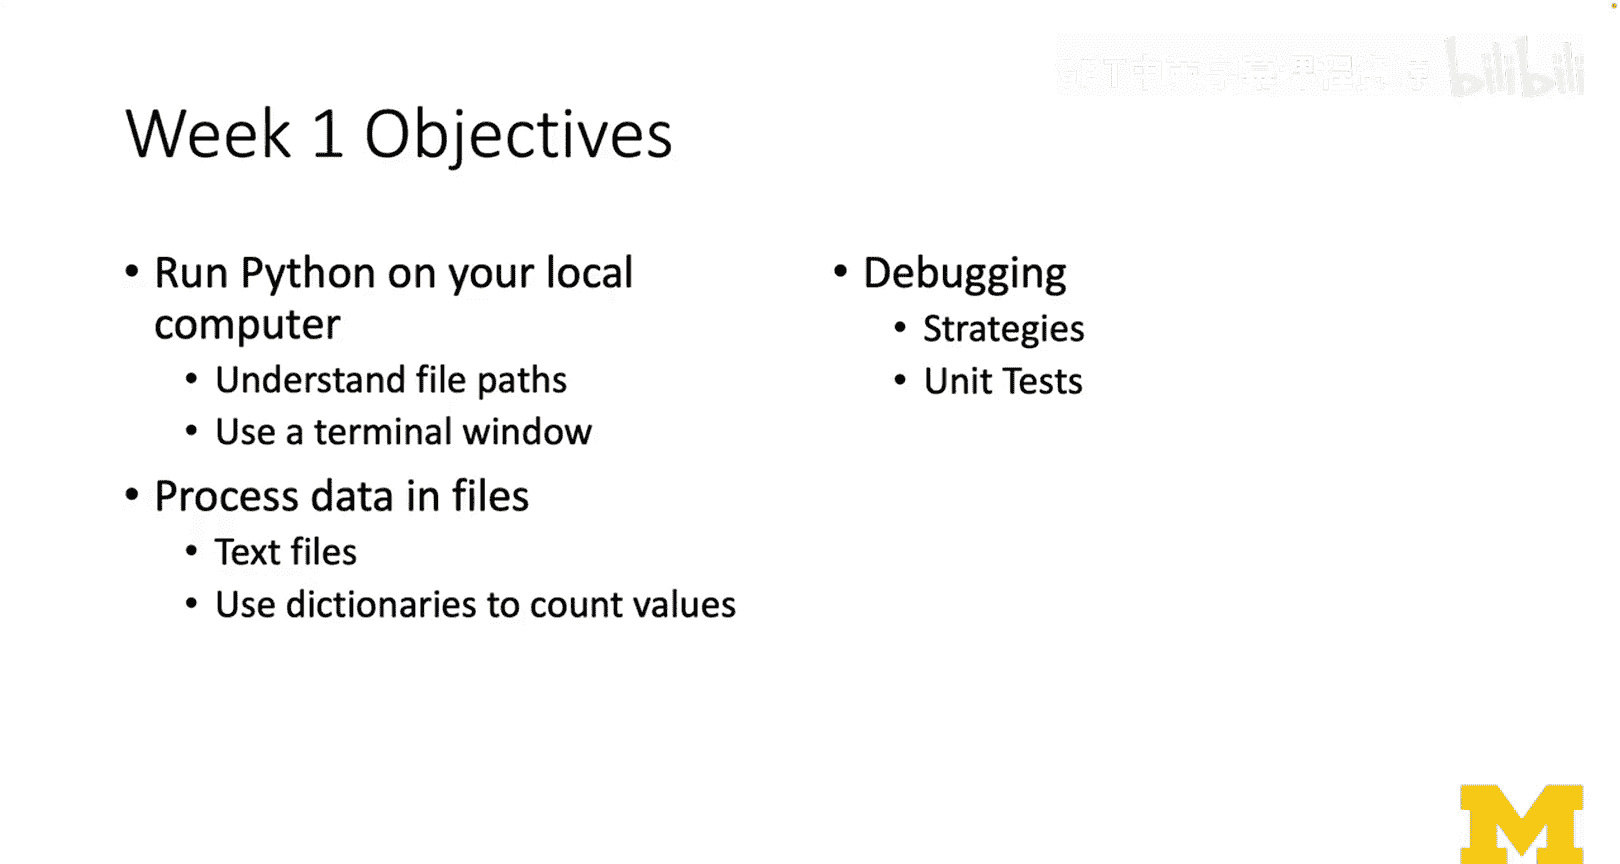 bilibili
Week 1 Objectives
• Run Python on your local
computer
• Understand file paths
• Use a terminal window
• Process data in files
• Text files
• Use dictionaries to count values
• Debugging
• Strategies
• Unit Tests
M